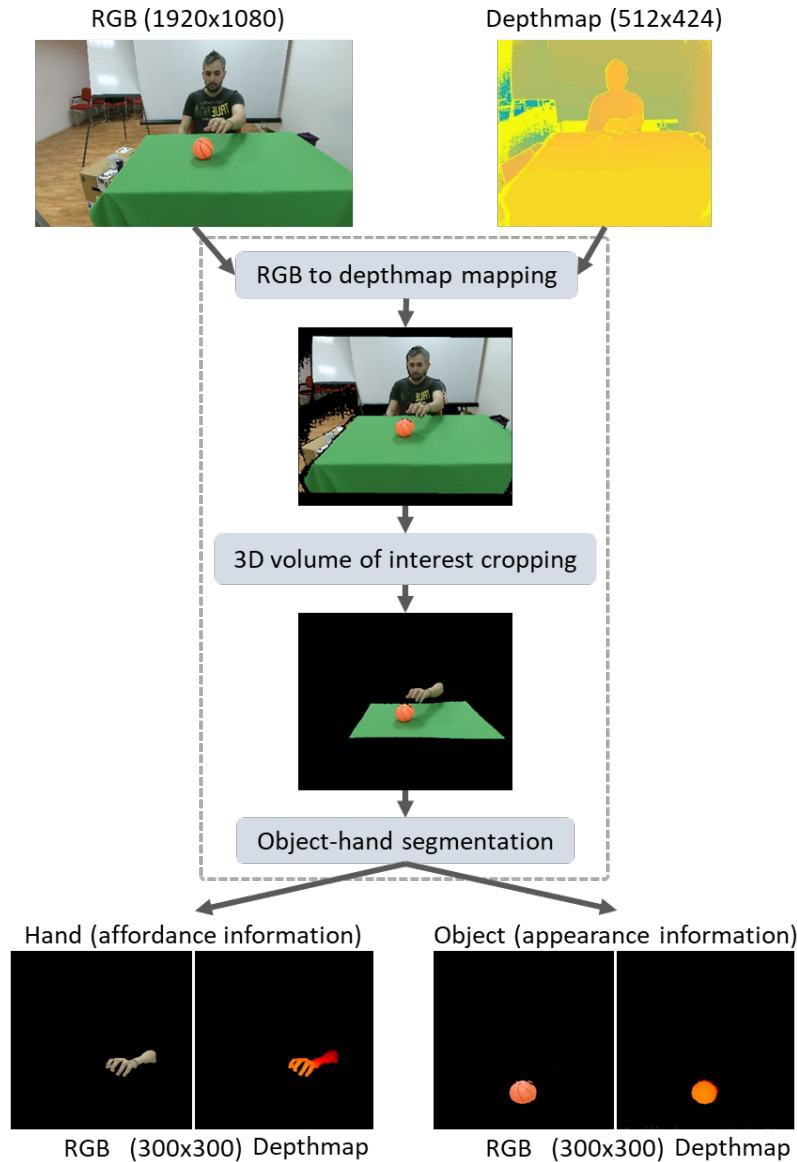 RGB (1920x1080)
Depthmap (512x424)
RGB to depthmap mapping
3D volume of interest cropping
Object-hand segmentation
Hand (affordance information)
Object (appearance information)
RGB (300x300) Depthmap
RGB (300x300) Depthmap